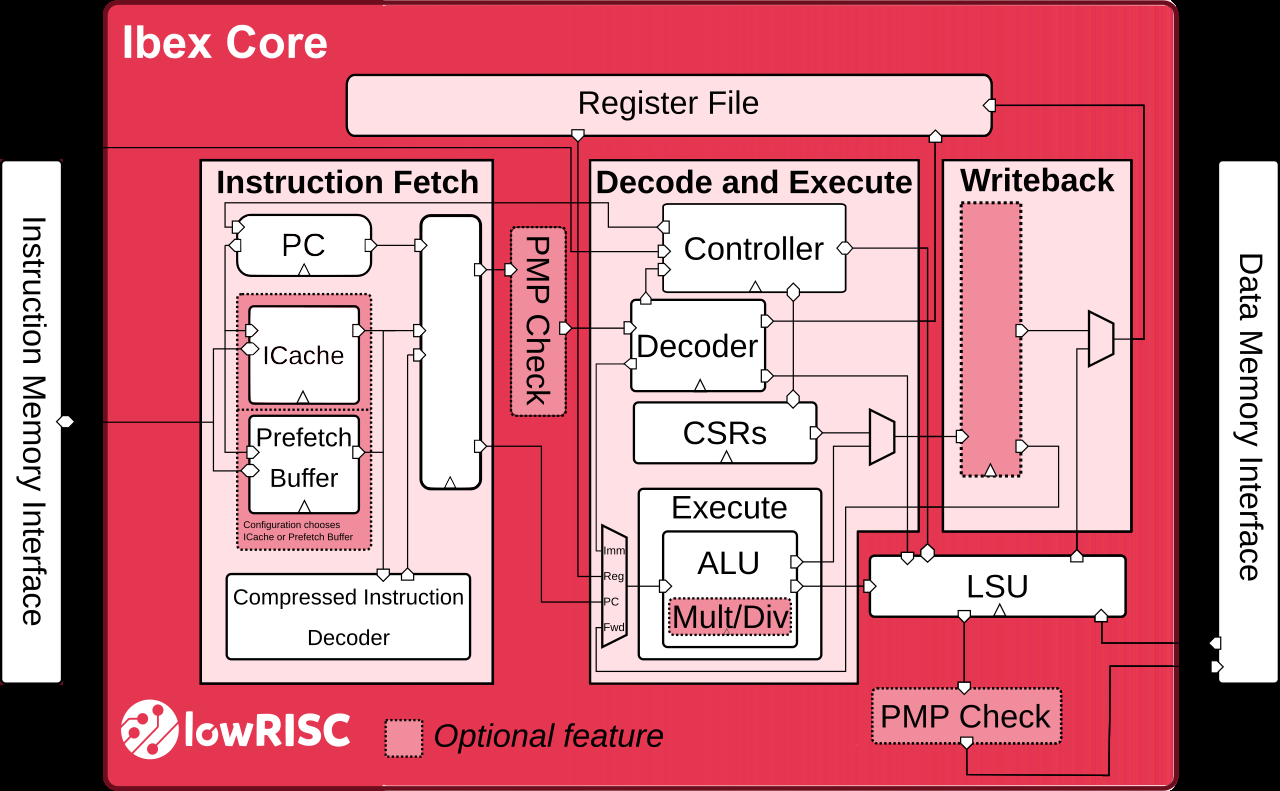 Ibex Core
Register File
Instruction Memory Interface
Instruction Fetch
PC
ICache
Prefetch
Buffer
Configuration chooses
ICache or Prefetch Buffer
Compressed Instruction
Decoder
PMP Check
Decode and Execute
Controller
Decoder
CSRs
Execute
ALU
Mult/Div
Imm
Reg
PC
Fwd
Writeback
LSU
PMP Check
Data Memory Interface
lowRISC
Optional feature